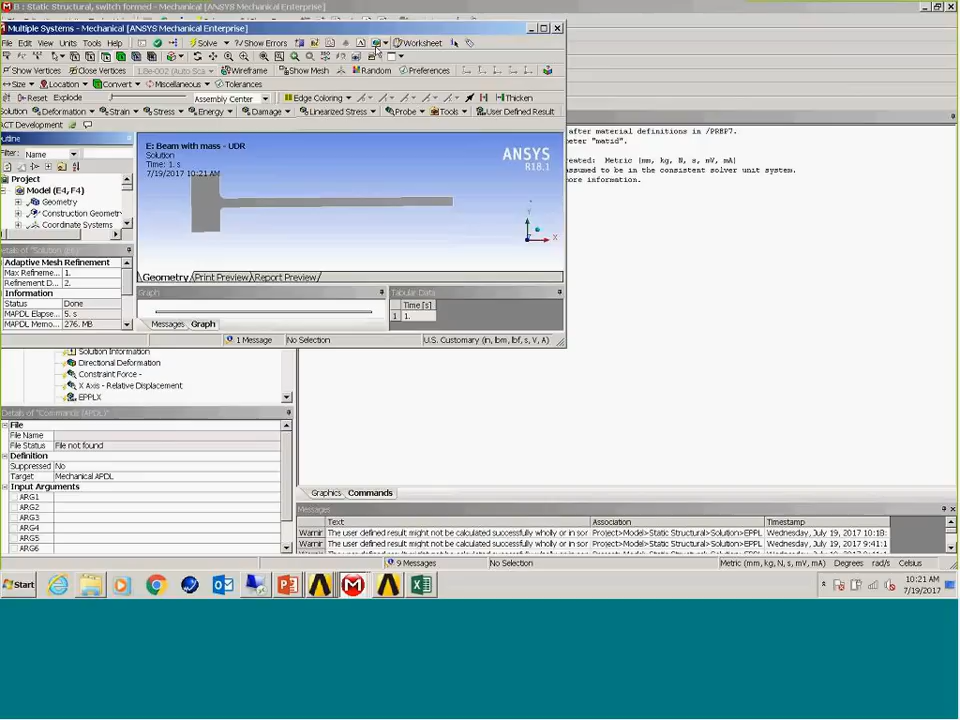 B : Static Structural, switch formed - Mechanical [ANSYS Mechanical Enterprise]
Multiple Systems - Mechanical [ANSYS Mechanical Enterprise]
File Edit View Units Tools Help Solve Show Errors Worksheet
Show Vertices Close Vertices 1.8e-002 (Auto Sca Wireframe Show Mesh Random Preferences
Size Location Convert Miscellaneous Tolerances
Reset Explode Assembly Center Edge Coloring Thicken
Solution Deformation Strain Stress Energy Damage Linearized Stress Probe Tools User Defined Result
ACT Development
Outline
Filter: Name
Project
Model (E4, F4)
Geometry
Construction Geometr
Coordinate Systems
E: Beam with mass - UDR
Solution
Time: 1. s
7/19/2017 10:21 AM
ANSYS
R18.1
Y
X
after material definitions in /PREP7.
eter "matid".
reated: Metric (mm, kg, N, s, mV, mA)
assumed to be in the consistent solver unit system.
more information.
Adaptive Mesh Refinement
Max Refineme... 1.
Refinement D... 2.
Information
Status Done
MAPDL Elapse... 5. s
MAPDL Memo... 276. MB
Geometry Print Preview Report Preview
Graph
Tabular Data
Time [s]
1 1.
Messages Graph
1 Message No Selection U.S. Customary (in, lbm, lbf, s, V, A)
Solution Information
Directional Deformation
Constraint Force -
X Axis - Relative Displacement
EPPLX
Details of "Commands (APDL)"
File
File Name
File Status File not found
Definition
Suppressed No
Target Mechanical APDL
Input Arguments
ARG1
ARG2
ARG3
ARG4
ARG5
ARG6
Graphics Commands
Messages
Text Association Timestamp
Warnir The user defined result might not be calculated successfully wholly or in sor Project>Model>Static Structural>Solution>EPPL Wednesday, July 19, 2017 10:18:
Warnir The user defined result might not be calculated successfully wholly or in sor Project>Model>Static Structural>Solution>EPPL Wednesday, July 19, 2017 9:41:1
9 Messages No Selection Metric (mm, kg, N, s, mV, mA) Degrees rad/s Celsius
Start
10:21 AM
7/19/2017